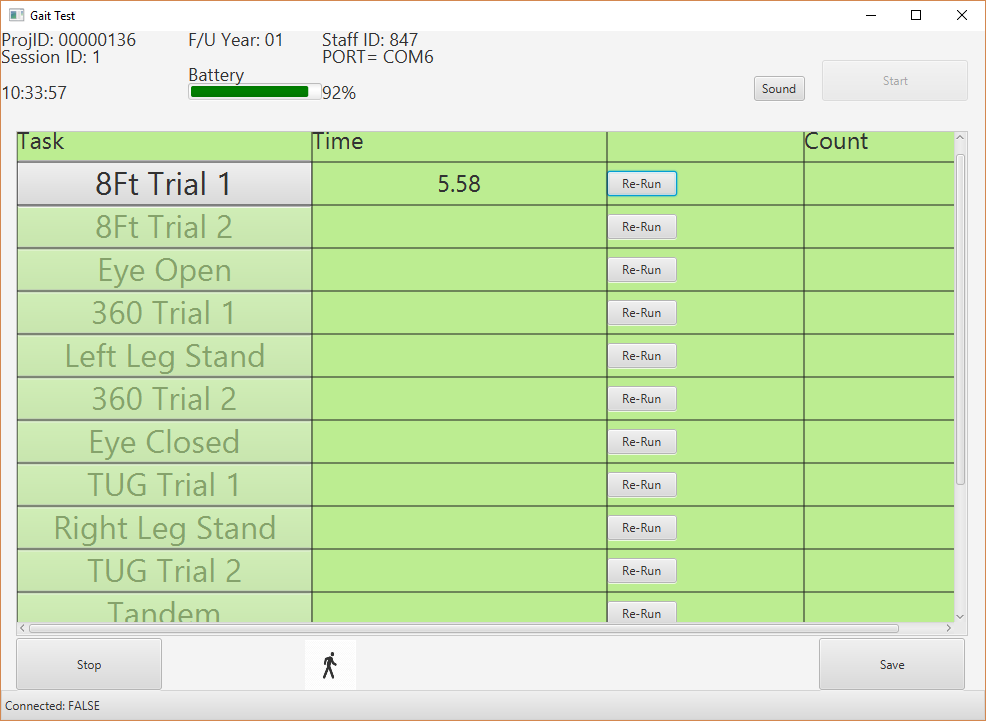 Gait Test
ProjID: 00000136 F/U Year: 01 Staff ID: 847
Session ID: 1 PORT= COM6
Battery
10:33:57 92% Sound Start
Task Time Count
8Ft Trial 1 5.58 Re-Run
8Ft Trial 2 Re-Run
Eye Open Re-Run
360 Trial 1 Re-Run
Left Leg Stand Re-Run
360 Trial 2 Re-Run
Eye Closed Re-Run
TUG Trial 1 Re-Run
Right Leg Stand Re-Run
TUG Trial 2 Re-Run
Tandem Re-Run
Stop Save
Connected: FALSE